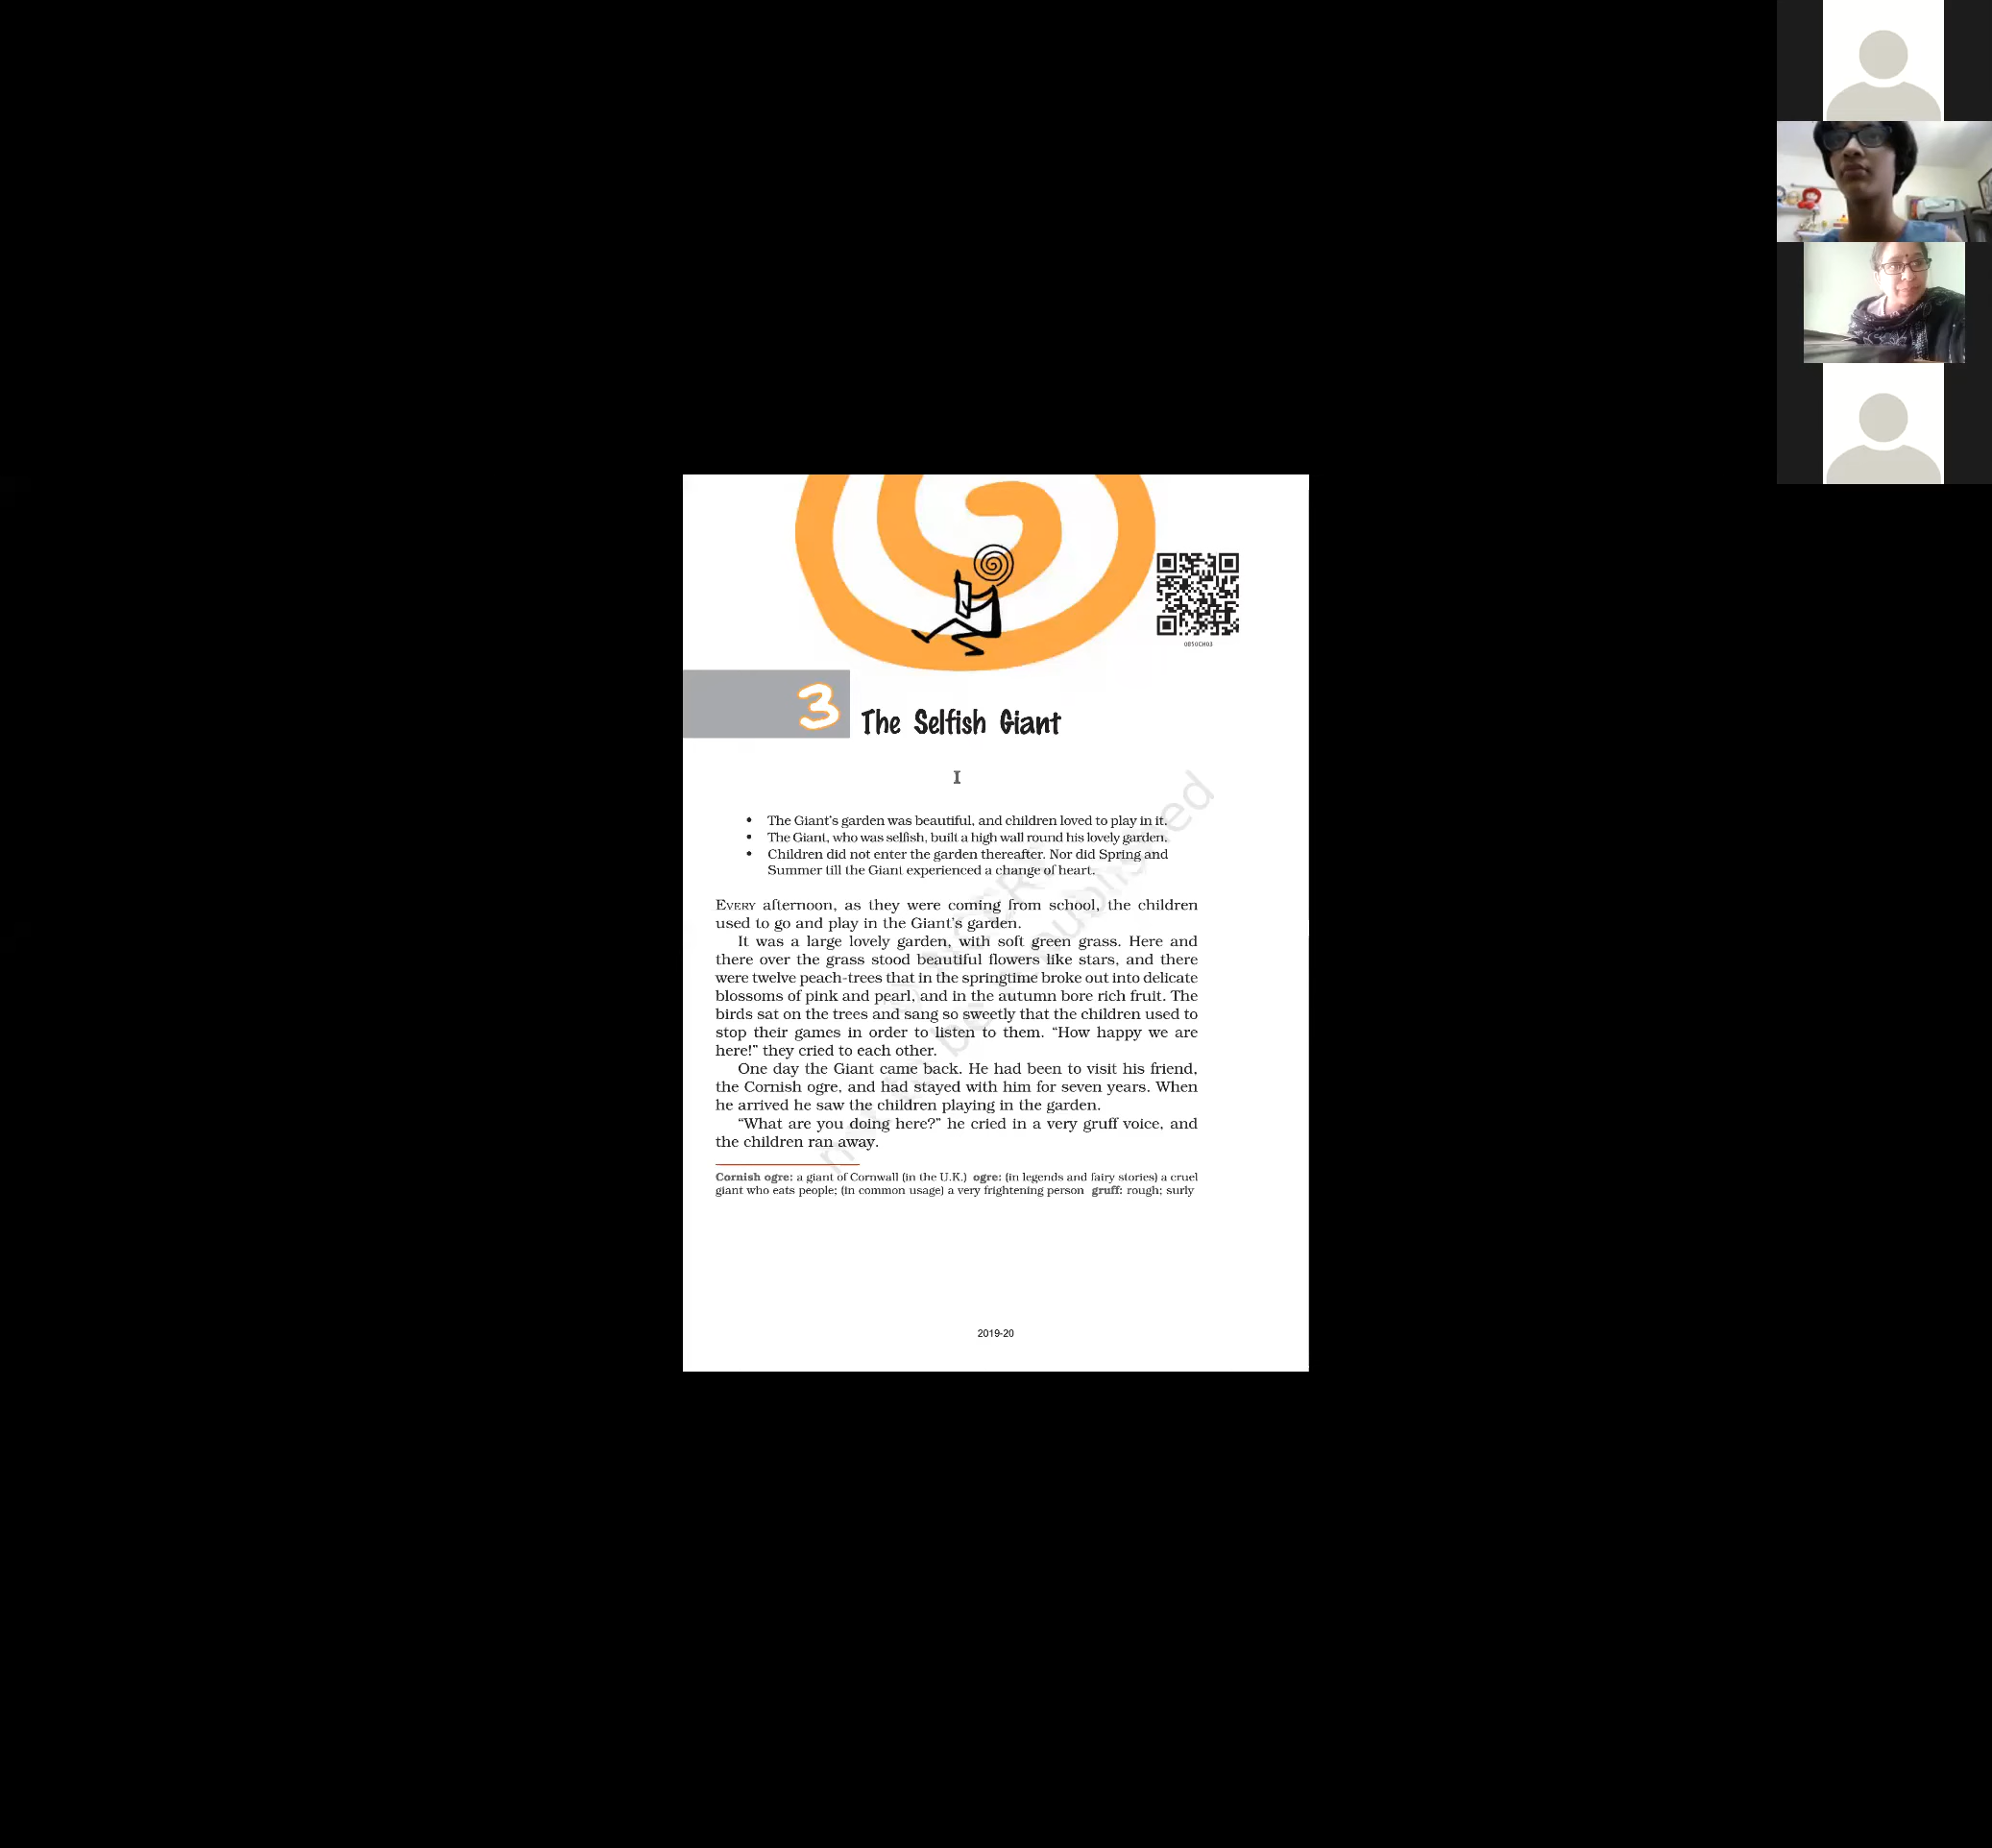 0850CH03
3
The Selfish Giant
I
• The Giant's garden was beautiful, and children loved to play in it.
• The Giant, who was selfish, built a high wall round his lovely garden.
• Children did not enter the garden thereafter. Nor did Spring and
Summer till the Giant experienced a change of heart.
EVERY afternoon, as they were coming from school, the children
used to go and play in the Giant's garden.
It was a large lovely garden, with soft green grass. Here and
there over the grass stood beautiful flowers like stars, and there
were twelve peach-trees that in the springtime broke out into delicate
blossoms of pink and pearl, and in the autumn bore rich fruit. The
birds sat on the trees and sang so sweetly that the children used to
stop their games in order to listen to them. “How happy we are
here!” they cried to each other.
One day the Giant came back. He had been to visit his friend,
the Cornish ogre, and had stayed with him for seven years. When
he arrived he saw the children playing in the garden.
“What are you doing here?” he cried in a very gruff voice, and
the children ran away.
Cornish ogre: a giant of Cornwall (in the U.K.) ogre: (in legends and fairy stories) a cruel
giant who eats people; (in common usage) a very frightening person gruff: rough; surly
2019-20